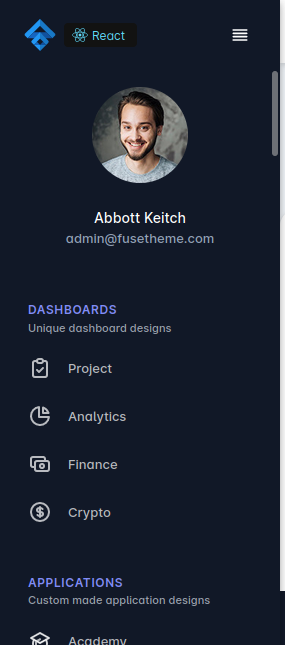 React
Abbott Keitch
admin@fusetheme.com
DASHBOARDS
Unique dashboard designs
Project
Analytics
Finance
Crypto
APPLICATIONS
Custom made application designs
Academy